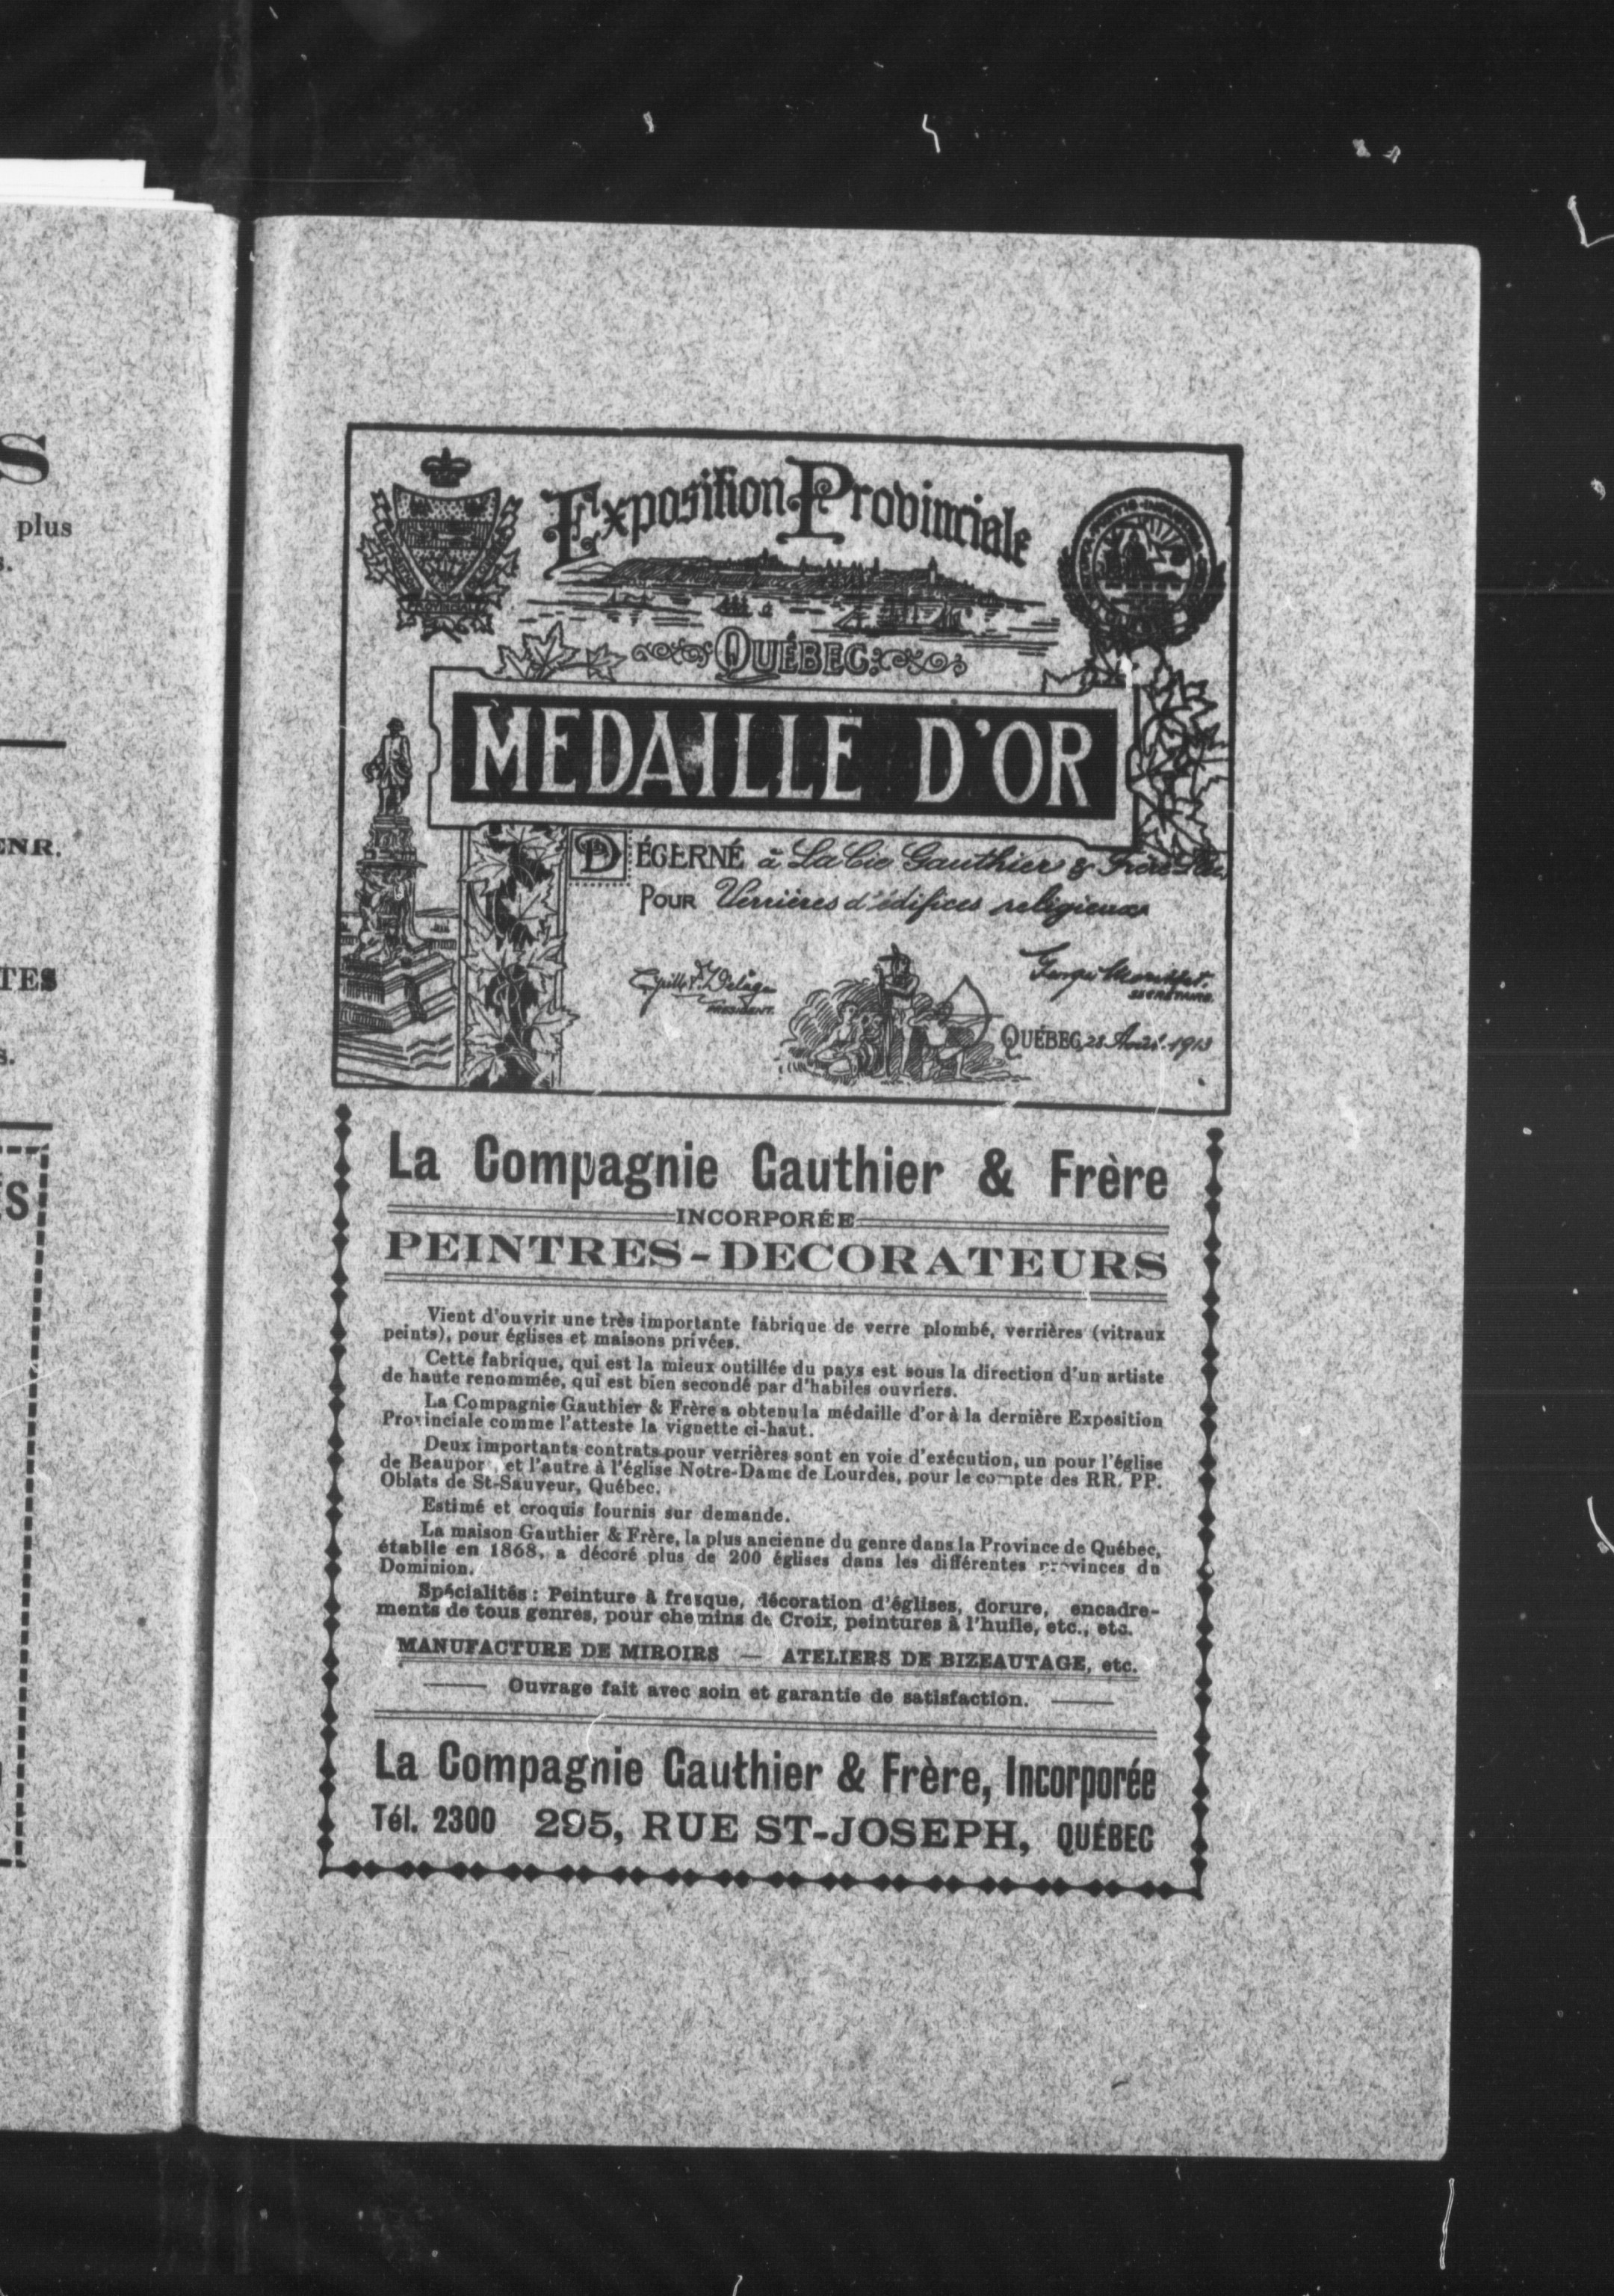 S
plus
ENR.
TES
S
Exposition Provinciale
QUÉBEC
MEDAILLE D'OR
DÉCERNÉ à La Cie Gauthier & Frère
POUR Verrières d'édifices religieux
PRESIDENT.
SECRÉTAIRE
QUÉBEC, 28 Août 1913
La Compagnie Gauthier & Frère
INCORPORÉE
PEINTRES-DECORATEURS
Vient d'ouvrir une très importante fabrique de verre plombé, verrières (vitraux
peints), pour églises et maisons privées.
Cette fabrique, qui est la mieux outillée du pays est sous la direction d'un artiste
de haute renommée, qui est bien secondé par d'habiles ouvriers.
La Compagnie Gauthier & Frère a obtenu la médaille d'or à la dernière Exposition
Provinciale comme l'atteste la vignette ci-haut.
Deux importants contrats pour verrières sont en voie d'exécution, un pour l'église
de Beaupor , et l'autre à l'église Notre-Dame de Lourdes, pour le compte des RR. PP.
Oblats de St-Sauveur, Québec.
Estimé et croquis fournis sur demande.
La maison Gauthier & Frère, la plus ancienne du genre dans la Province de Québec,
établie en 1868, a décoré plus de 200 églises dans les différentes provinces du
Dominion.
Spécialités : Peinture à fresque, décoration d'églises, dorure, encadre-
ments de tous genres, pour chemins de Croix, peintures à l'huile, etc., etc.
MANUFACTURE DE MIROIRS — ATELIERS DE BIZEAUTAGE, etc.
Ouvrage fait avec soin et garantie de satisfaction.
La Compagnie Gauthier & Frère, Incorporée
Tél. 2300 295, RUE ST-JOSEPH, QUÉBEC